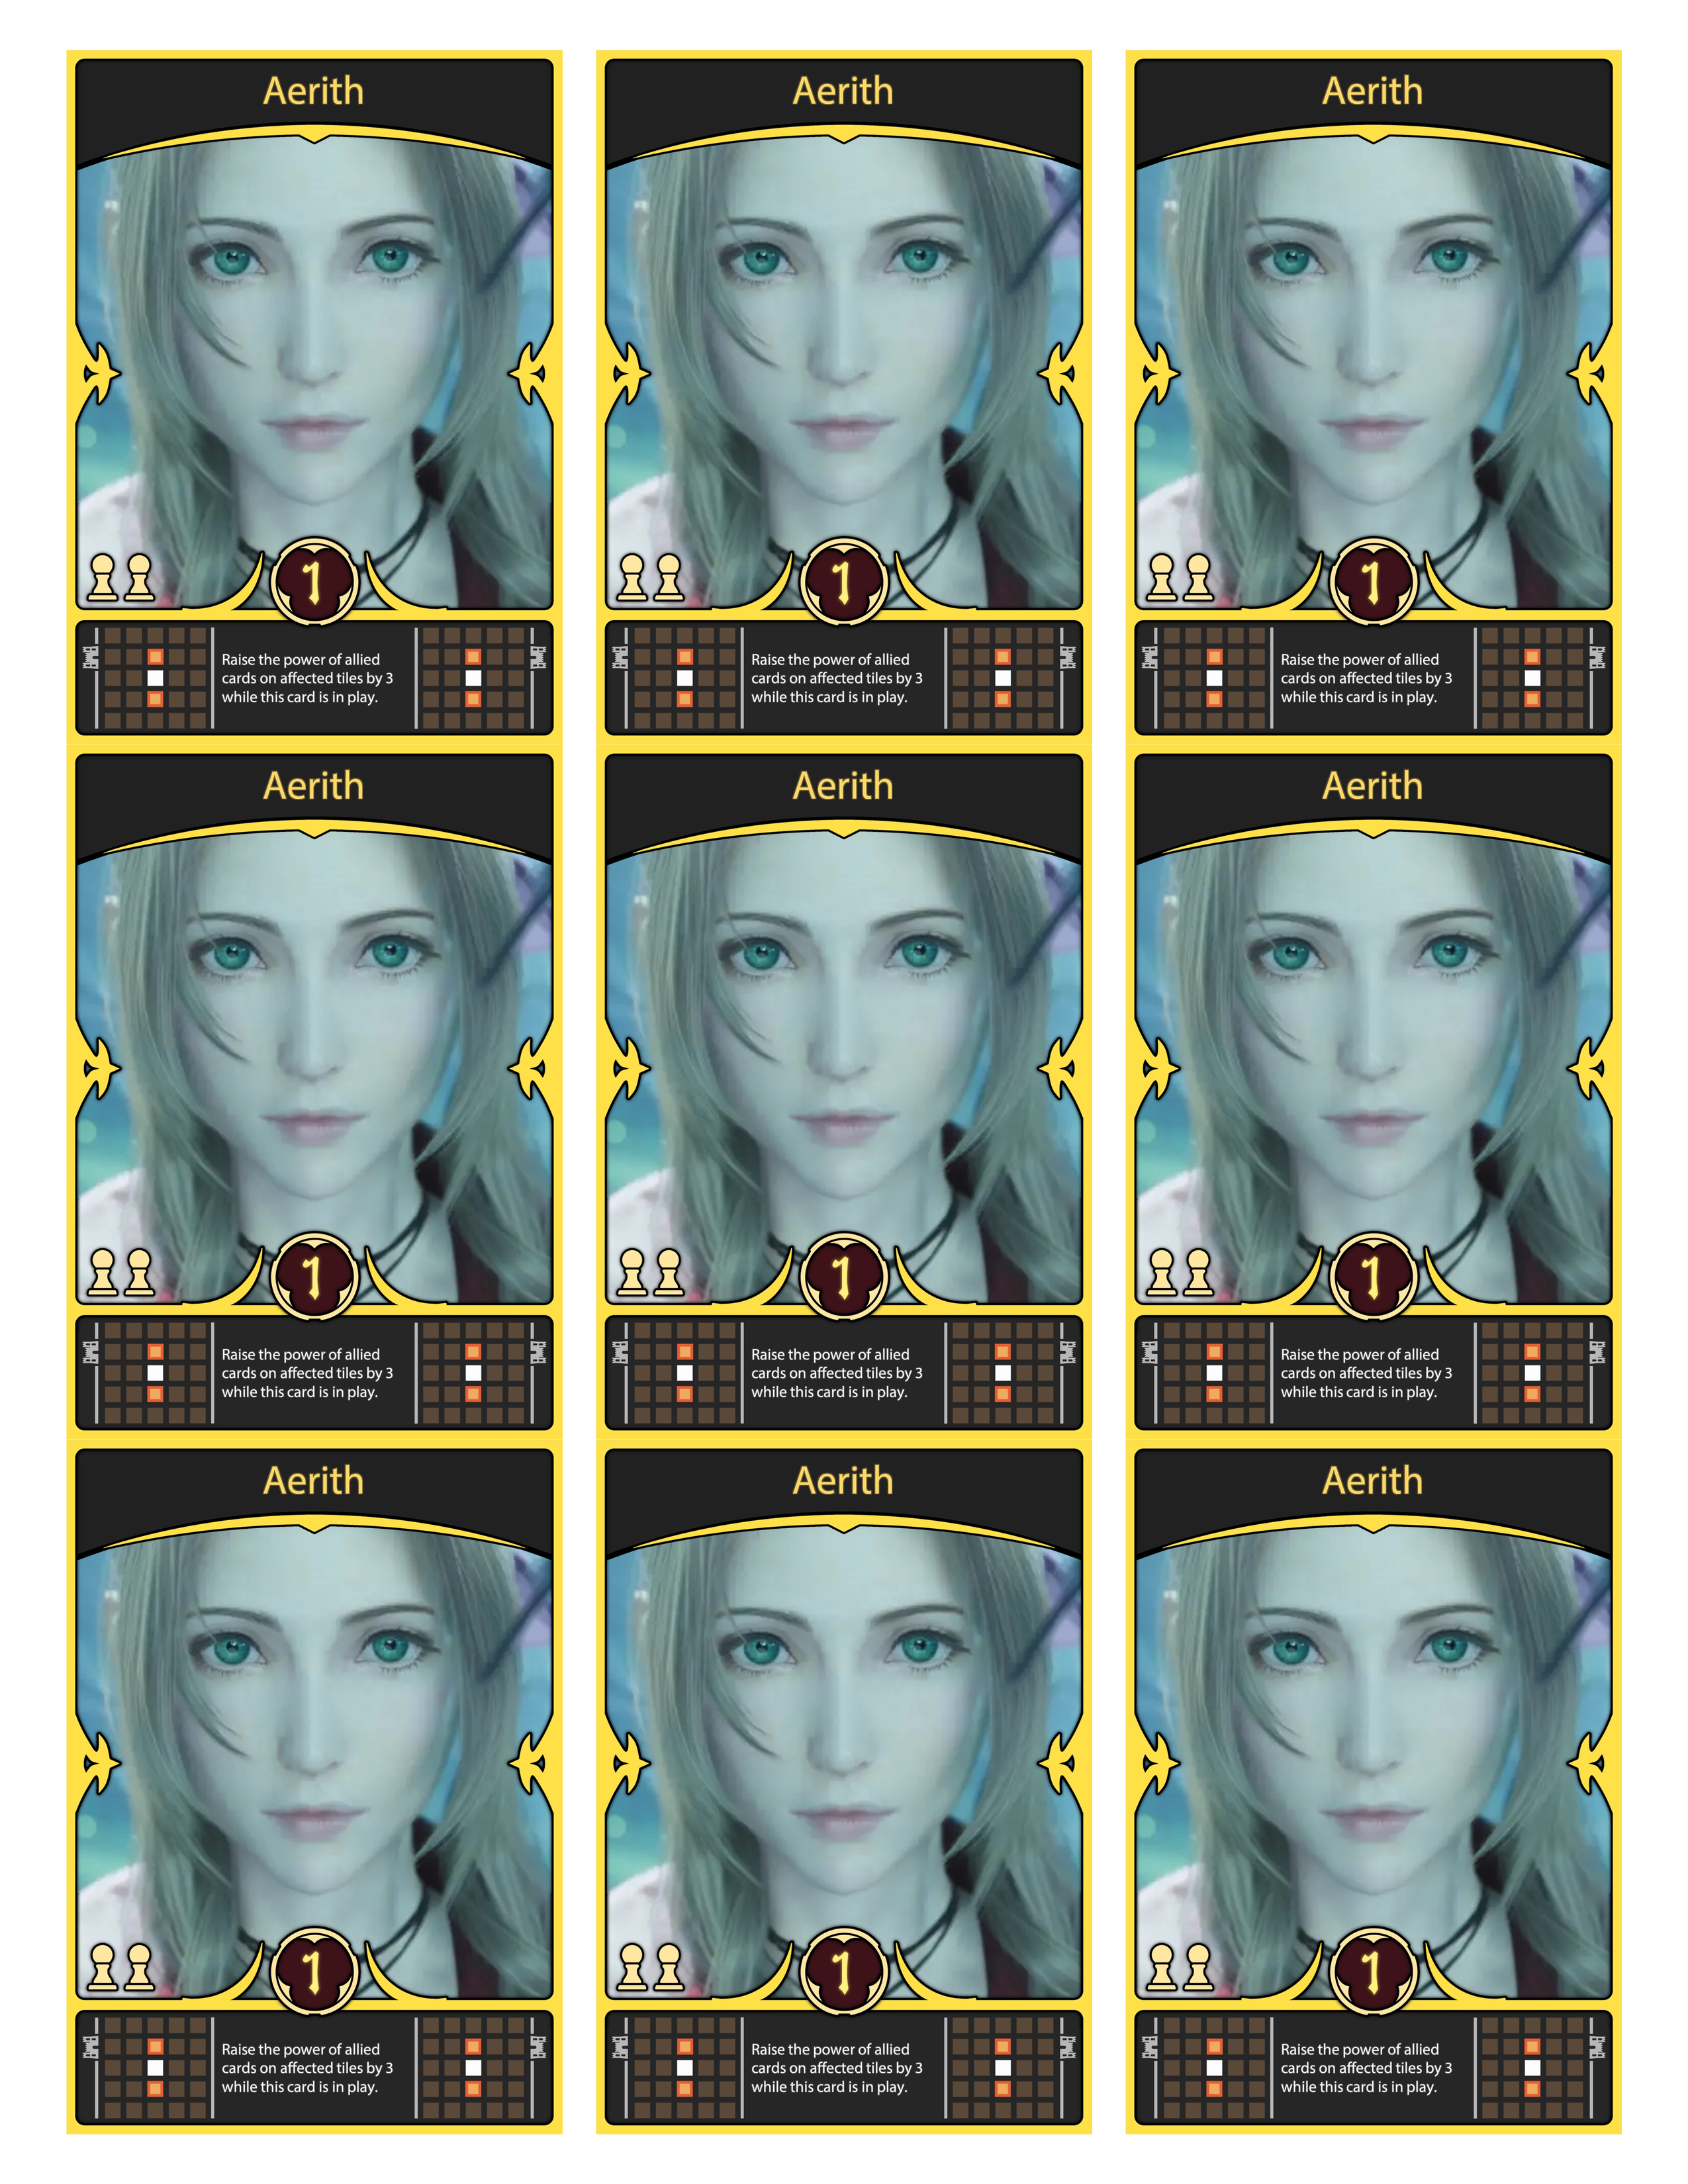 Aerith
Aerith
Aerith
1
1
1
Raise the power of allied
cards on affected tiles by 3
while this card is in play.
Raise the power of allied
cards on affected tiles by 3
while this card is in play.
Raise the power of allied
cards on affected tiles by 3
while this card is in play.
Aerith
Aerith
Aerith
1
1
1
Raise the power of allied
cards on affected tiles by 3
while this card is in play.
Raise the power of allied
cards on affected tiles by 3
while this card is in play.
Raise the power of allied
cards on affected tiles by 3
while this card is in play.
Aerith
Aerith
Aerith
1
1
1
Raise the power of allied
cards on affected tiles by 3
while this card is in play.
Raise the power of allied
cards on affected tiles by 3
while this card is in play.
Raise the power of allied
cards on affected tiles by 3
while this card is in play.